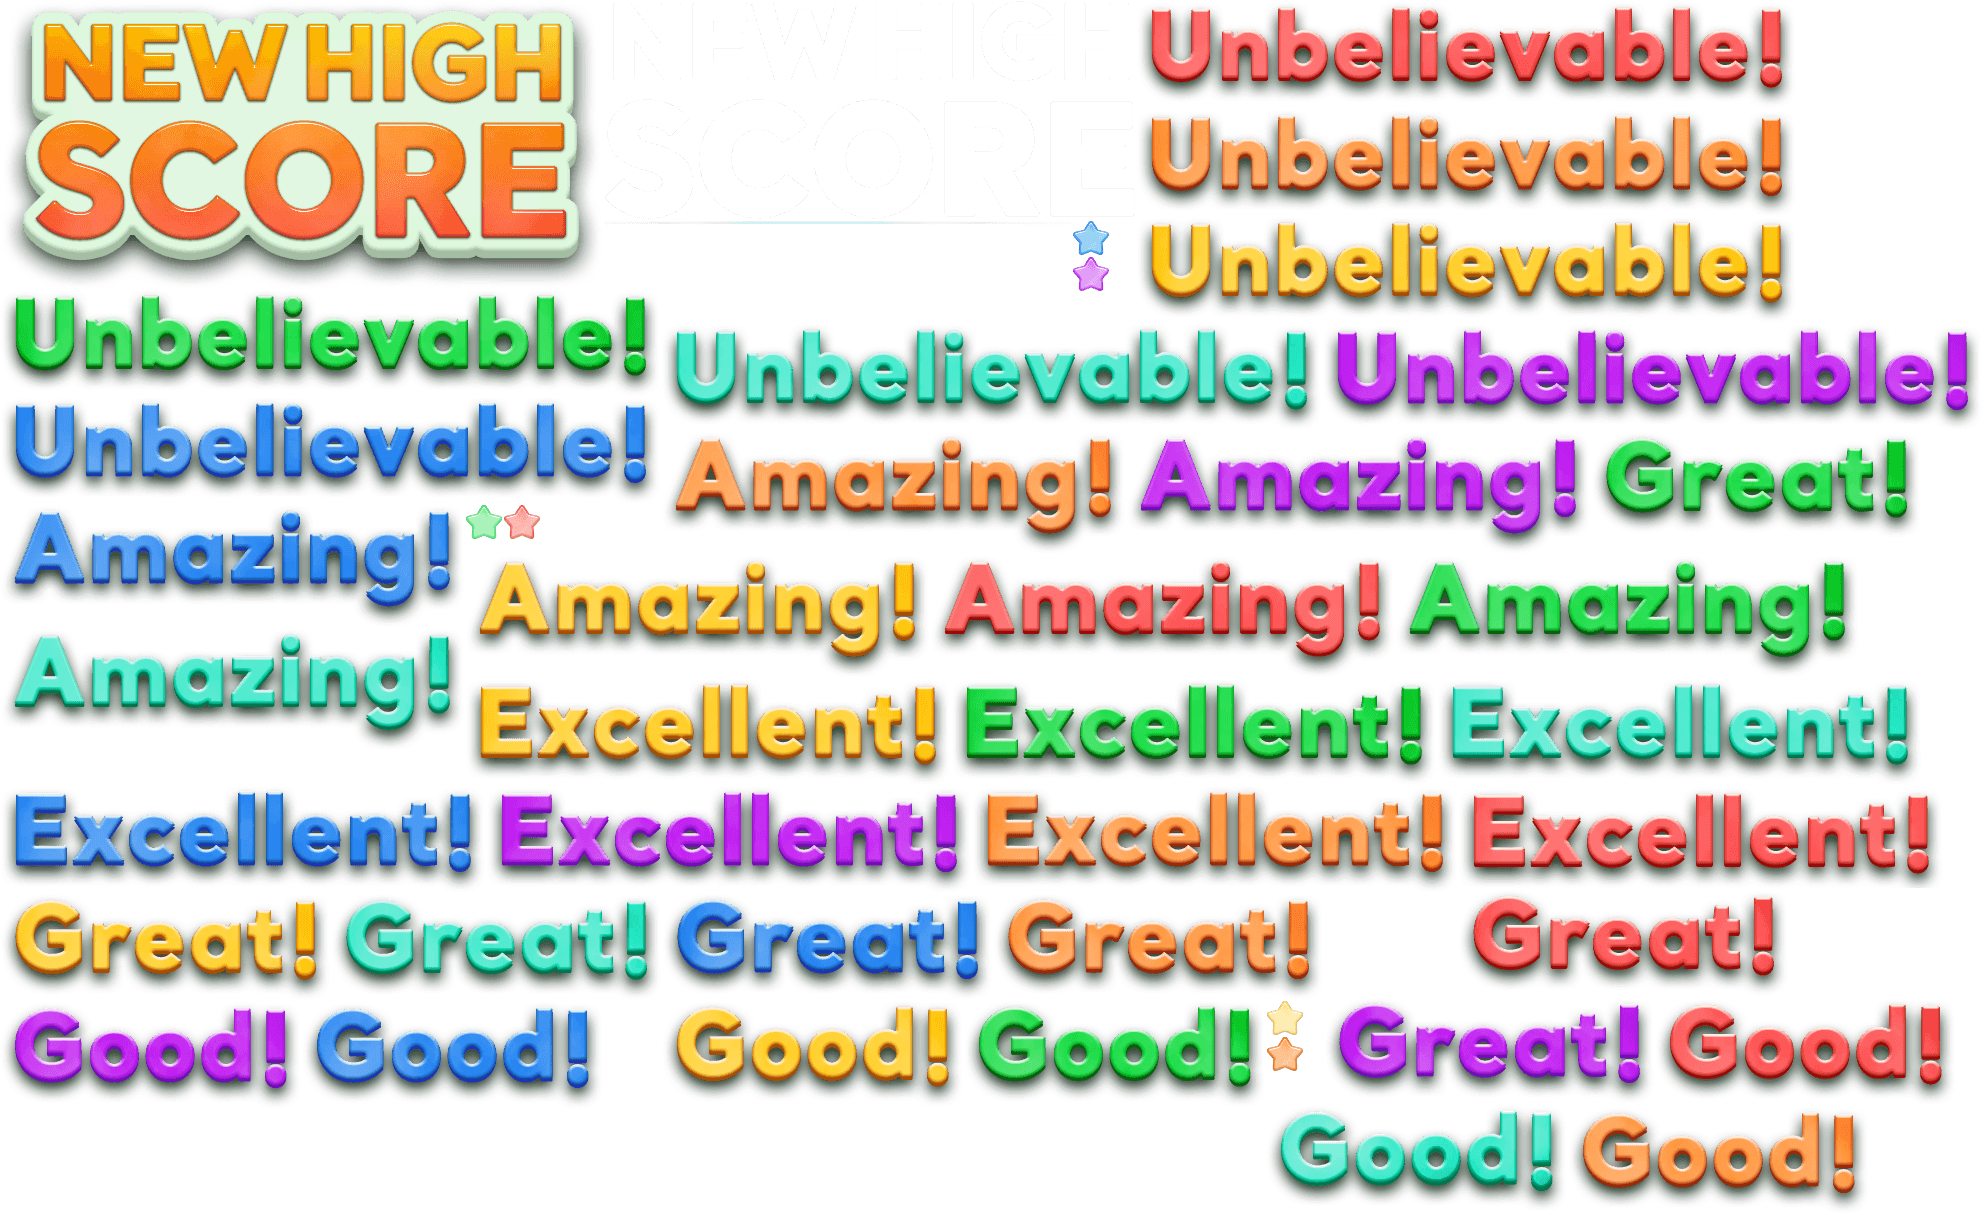 NEW HIGH
SCORE
NEW HIGH
SCORE
Unbelievable!
Unbelievable!
Unbelievable!
Unbelievable!
Unbelievable! Unbelievable!
Unbelievable!
Amazing! Amazing! Great!
Amazing!
Amazing! Amazing! Amazing!
Amazing!
Excellent! Excellent! Excellent!
Excellent! Excellent! Excellent! Excellent!
Great! Great! Great! Great! Great!
Good! Good! Good! Good! Great! Good!
Good! Good!